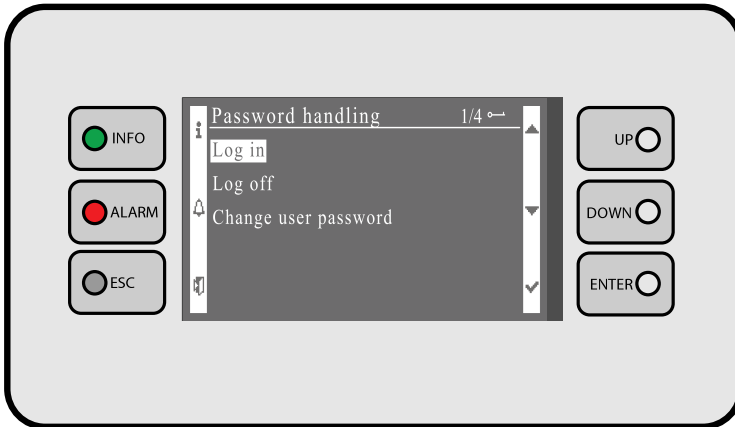 Password handling 1/4
Log in
Log off
Change user password
INFO
ALARM
ESC
UP
DOWN
ENTER